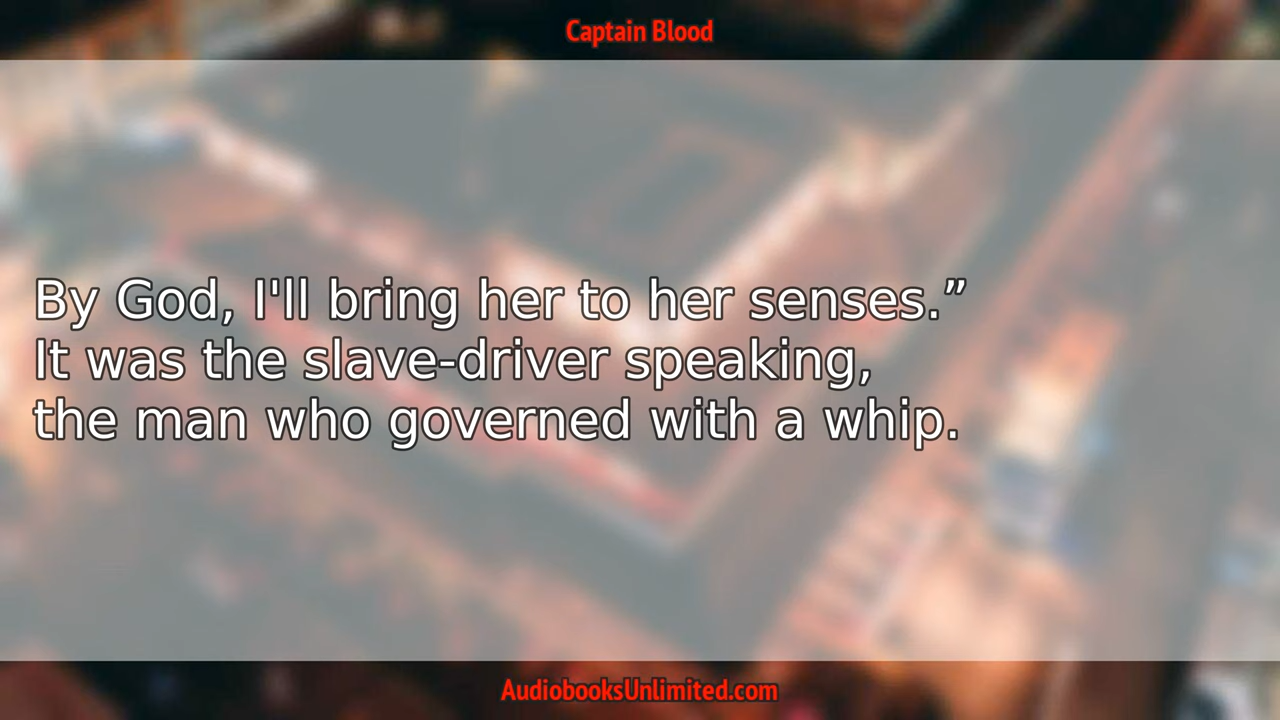 Captain Blood
By God, I'll bring her to her senses.”
It was the slave-driver speaking,
the man who governed with a whip.
AudiobooksUnlimited.com